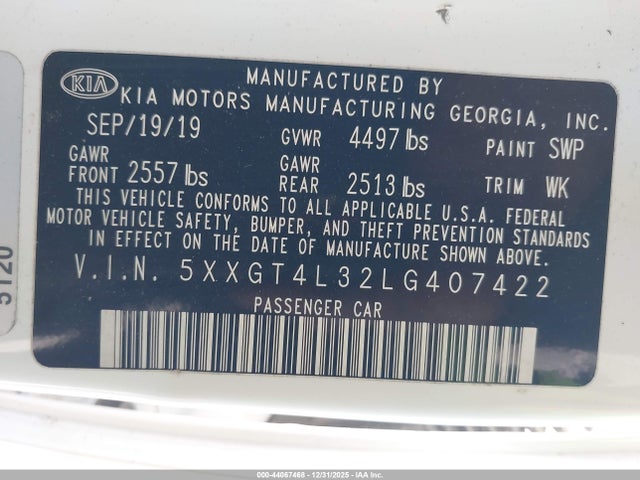 KIA
MANUFACTURED BY
KIA MOTORS MANUFACTURING GEORGIA, INC.
SEP/19/19 GVWR 4497 lbs PAINT SWP
GAWR FRONT 2557 lbs GAWR REAR 2513 lbs TRIM WK
THIS VEHICLE CONFORMS TO ALL APPLICABLE U.S.A. FEDERAL
MOTOR VEHICLE SAFETY, BUMPER, AND THEFT PREVENTION STANDARDS
IN EFFECT ON THE DATE OF MANUFACTURE SHOWN ABOVE.
V.I.N. 5XXGT4L32LG407422
PASSENGER CAR
5120
000-44067468 - 12/31/2025 - IAA Inc.